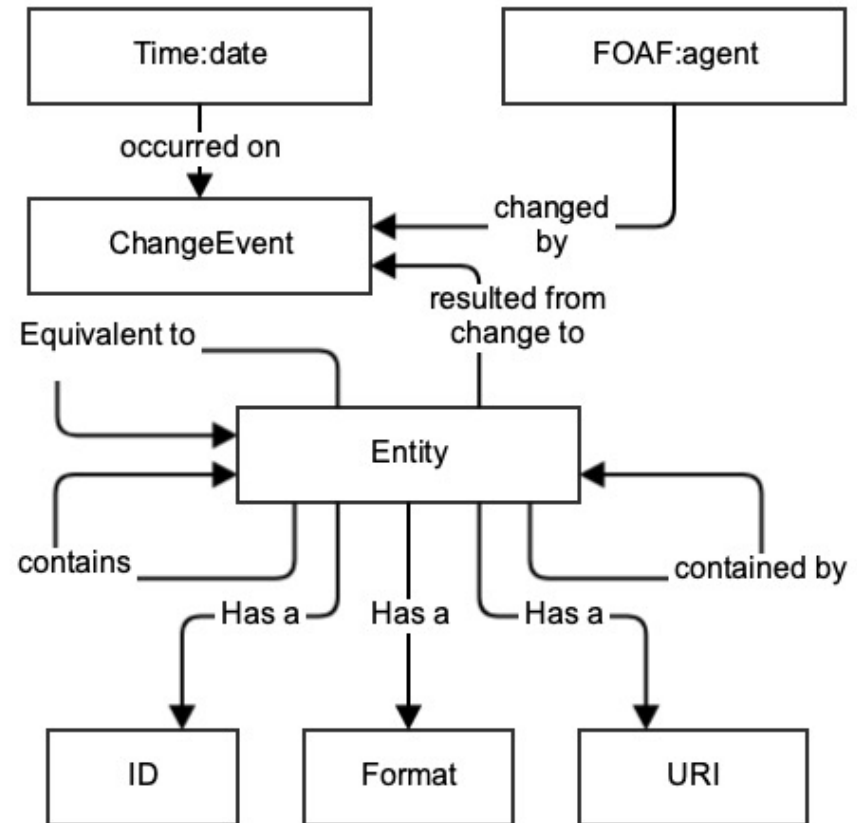 Time:date
FOAF:agent
occurred on
changed
by
ChangeEvent
resulted from
change to
Equivalent to
Entity
contains
contained by
Has a
Has a
Has a
ID
Format
URI